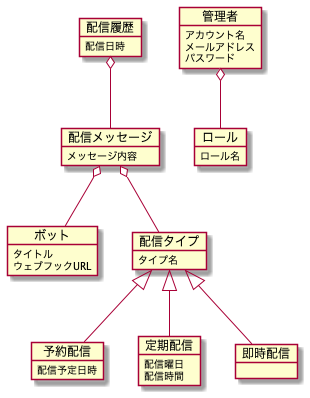 配信履歴
配信日時
管理者
アカウント名
メールアドレス
パスワード
配信メッセージ
メッセージ内容
ロール
ロール名
ボット
タイトル
ウェブフックURL
配信タイプ
タイプ名
予約配信
配信予定日時
定期配信
配信曜日
配信時間
即時配信